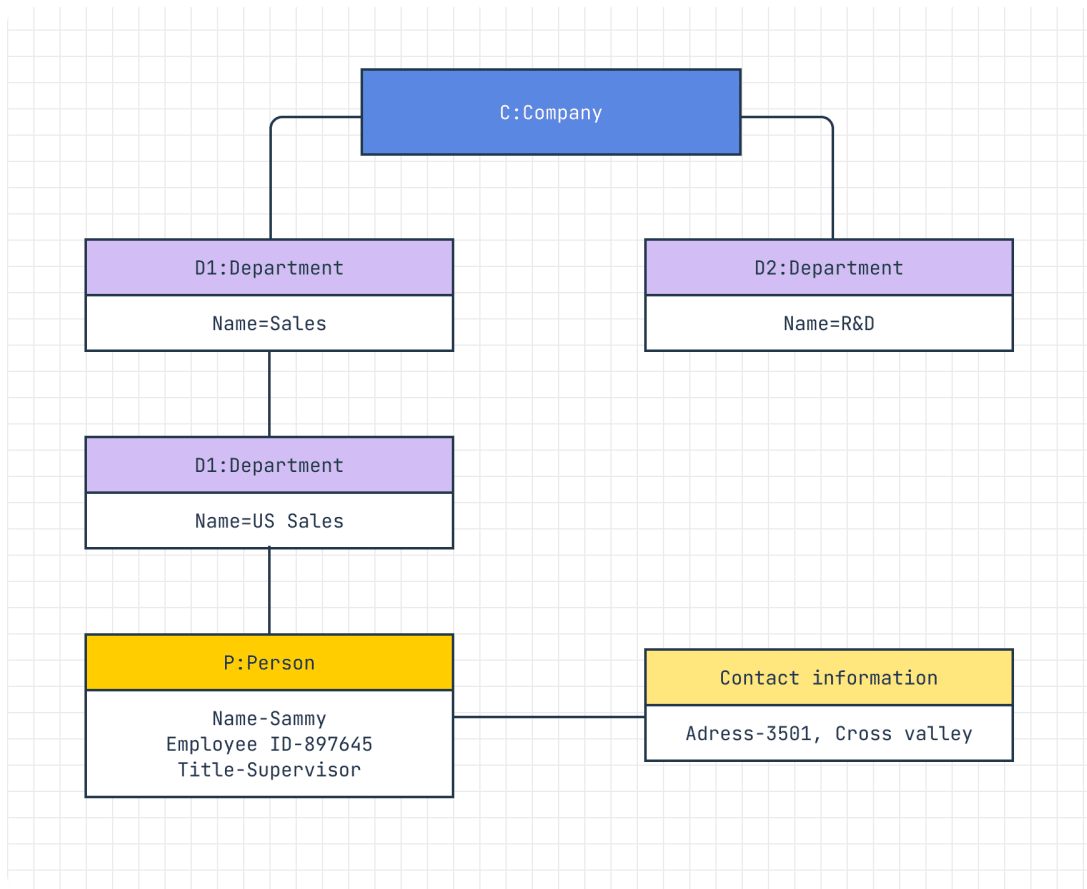 C:Company
D1:Department
D2:Department
Name=Sales
Name=R&D
D1:Department
Name=US Sales
P:Person
Name-Sammy
Employee ID-897645
Title-Supervisor
Contact information
Adress-3501, Cross valley